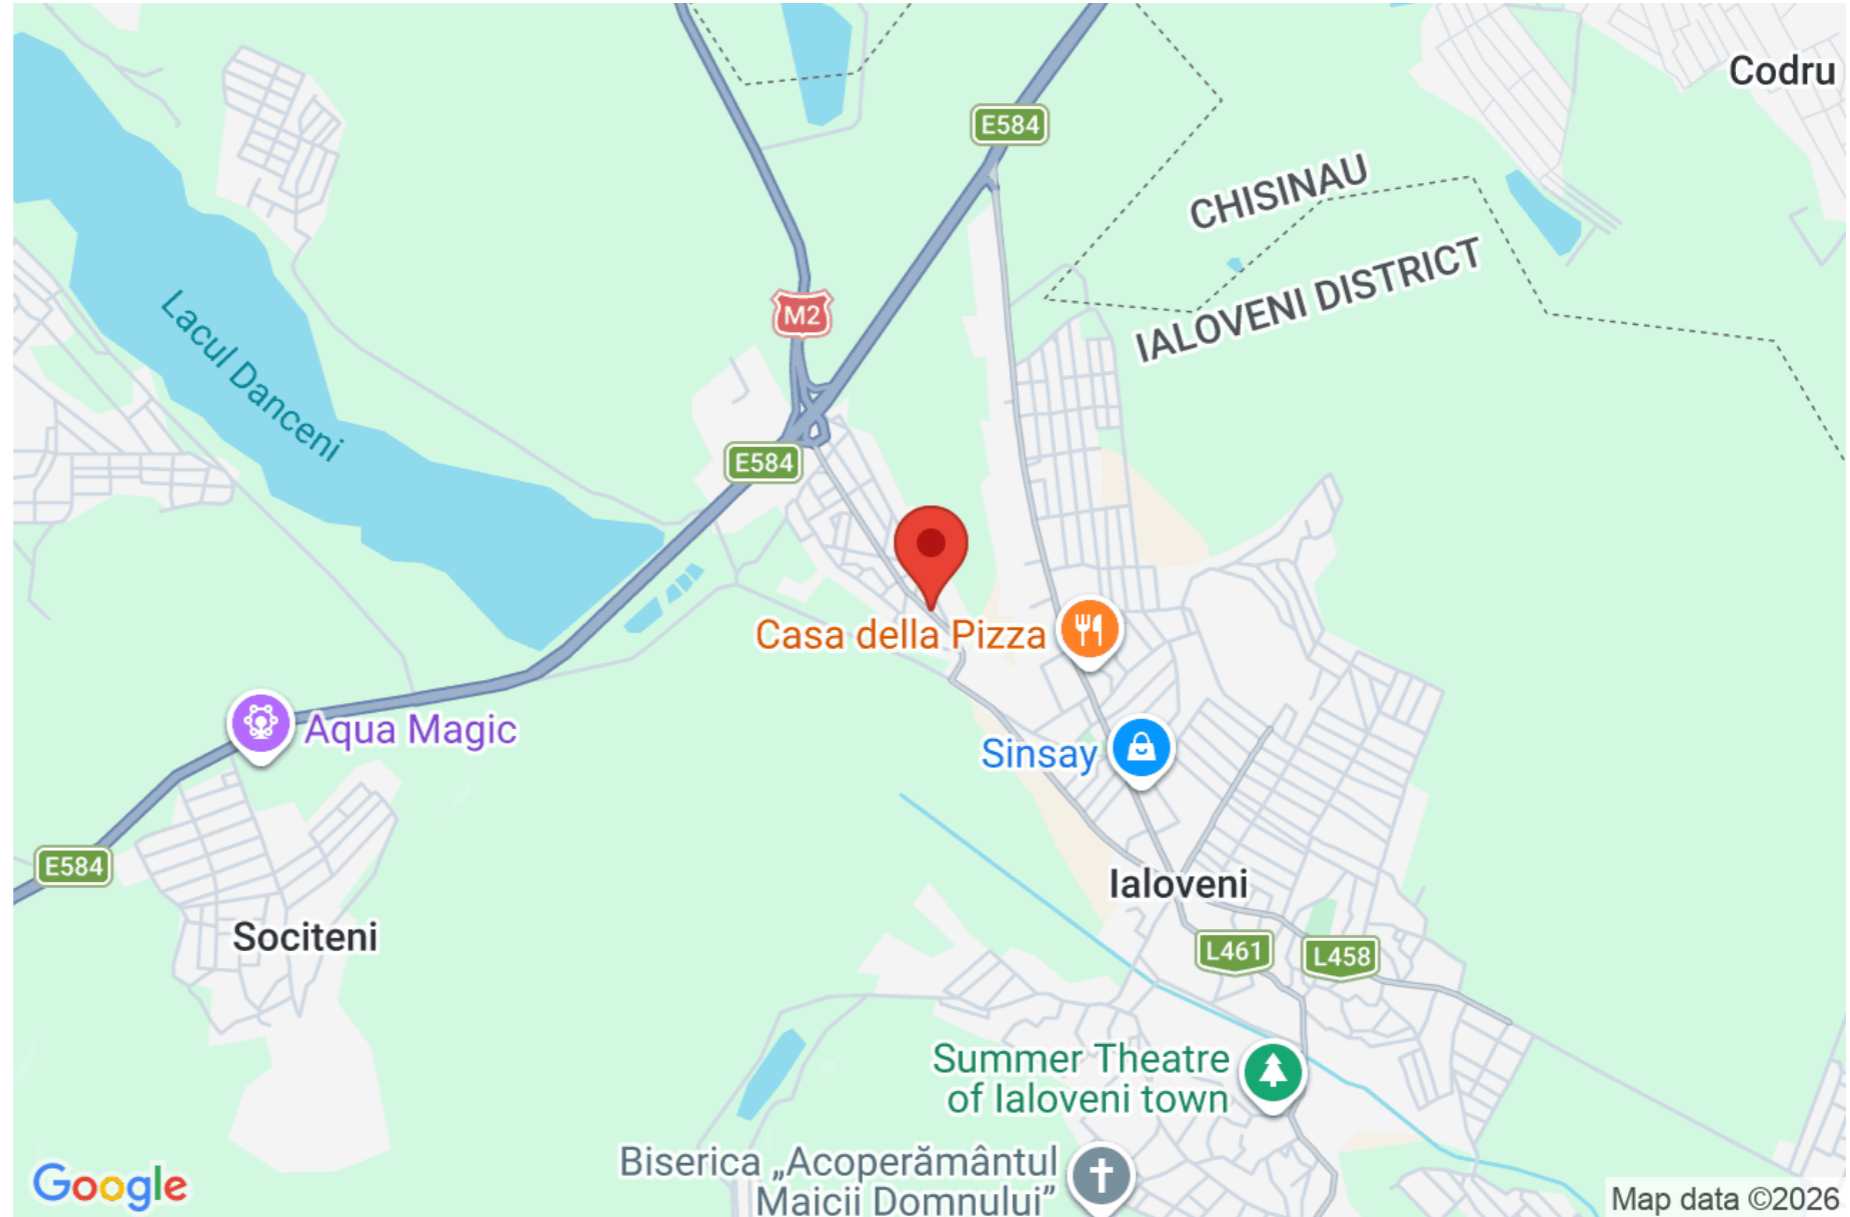 Codru
E584
CHISINAU
IALOVENI DISTRICT
M2
Lacul Danceni
E584
Casa della Pizza
Aqua Magic
Sinsay
E584
Ialoveni
Sociteni
L461
L458
Summer Theatre
of Ialoveni town
Biserica „Acoperământul
Maicii Domnului”
Google
Map data ©2026